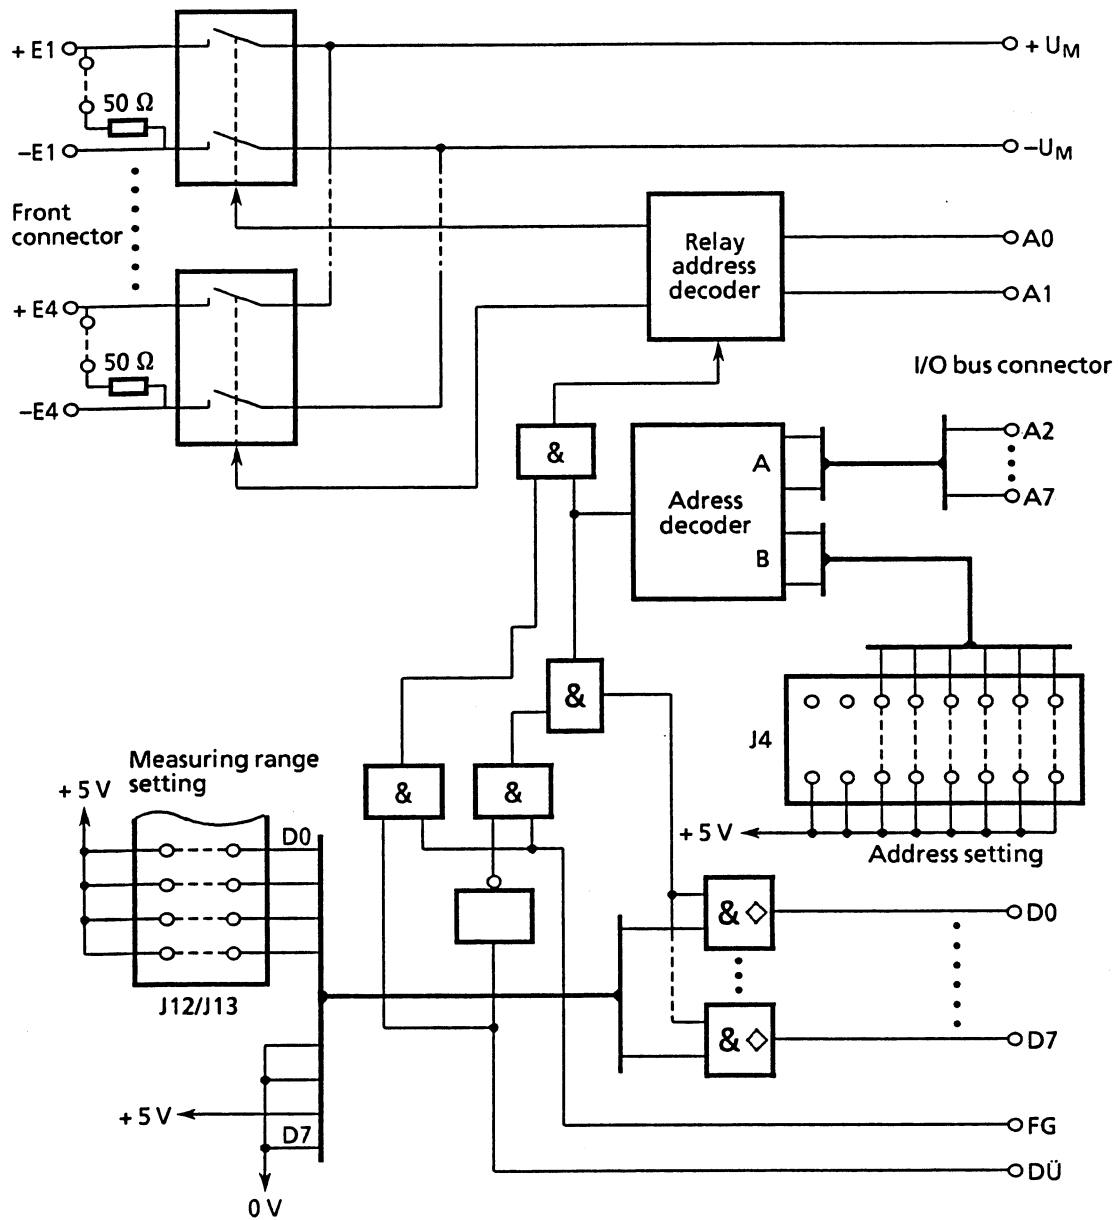 + E1
50 Ω
–E1
+ U_M
–U_M
Front
connector
Relay
address
decoder
A0
A1
+ E4
50 Ω
–E4
I/O bus connector
&
A
Adress
decoder
B
A2
A7
&
J4
Measuring range
setting
+ 5 V
&
&
+ 5 V
Address setting
D0
& ◇
D0
J12/J13
& ◇
D7
+ 5 V
D7
FG
DÜ
0 V